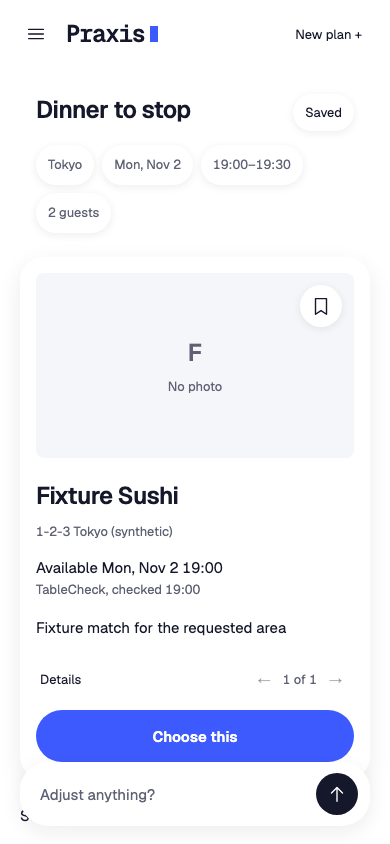 Praxis
New plan +
Dinner to stop
Saved
Tokyo
Mon, Nov 2
19:00–19:30
2 guests
F
No photo
Fixture Sushi
1-2-3 Tokyo (synthetic)
Available Mon, Nov 2 19:00
TableCheck, checked 19:00
Fixture match for the requested area
Details
← 1 of 1 →
Choose this
Adjust anything?